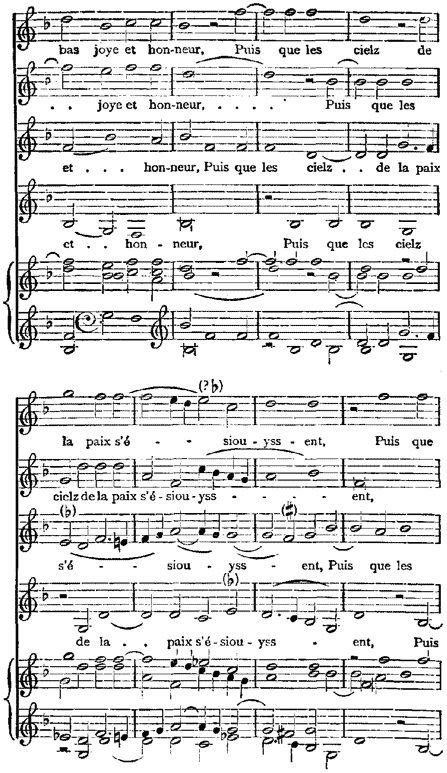 bas joye et hon-neur, Puis que les cielz de
. . joye et hon-neur, . . . . Puis que les
et . . . hon-neur, Puis que les cielz . . de la paix
et . . . hon - neur, Puis que les cielz
(?♭)
la paix s'é - - siou - yss - ent, Puis que
cielz de la paix s'é-siou-yss - - - - ent,
(♭) (♯)
s'é - - siou - yss - ent, Puis que les
(♭)
de la . . paix s'é-siou-yss - ent, Puis